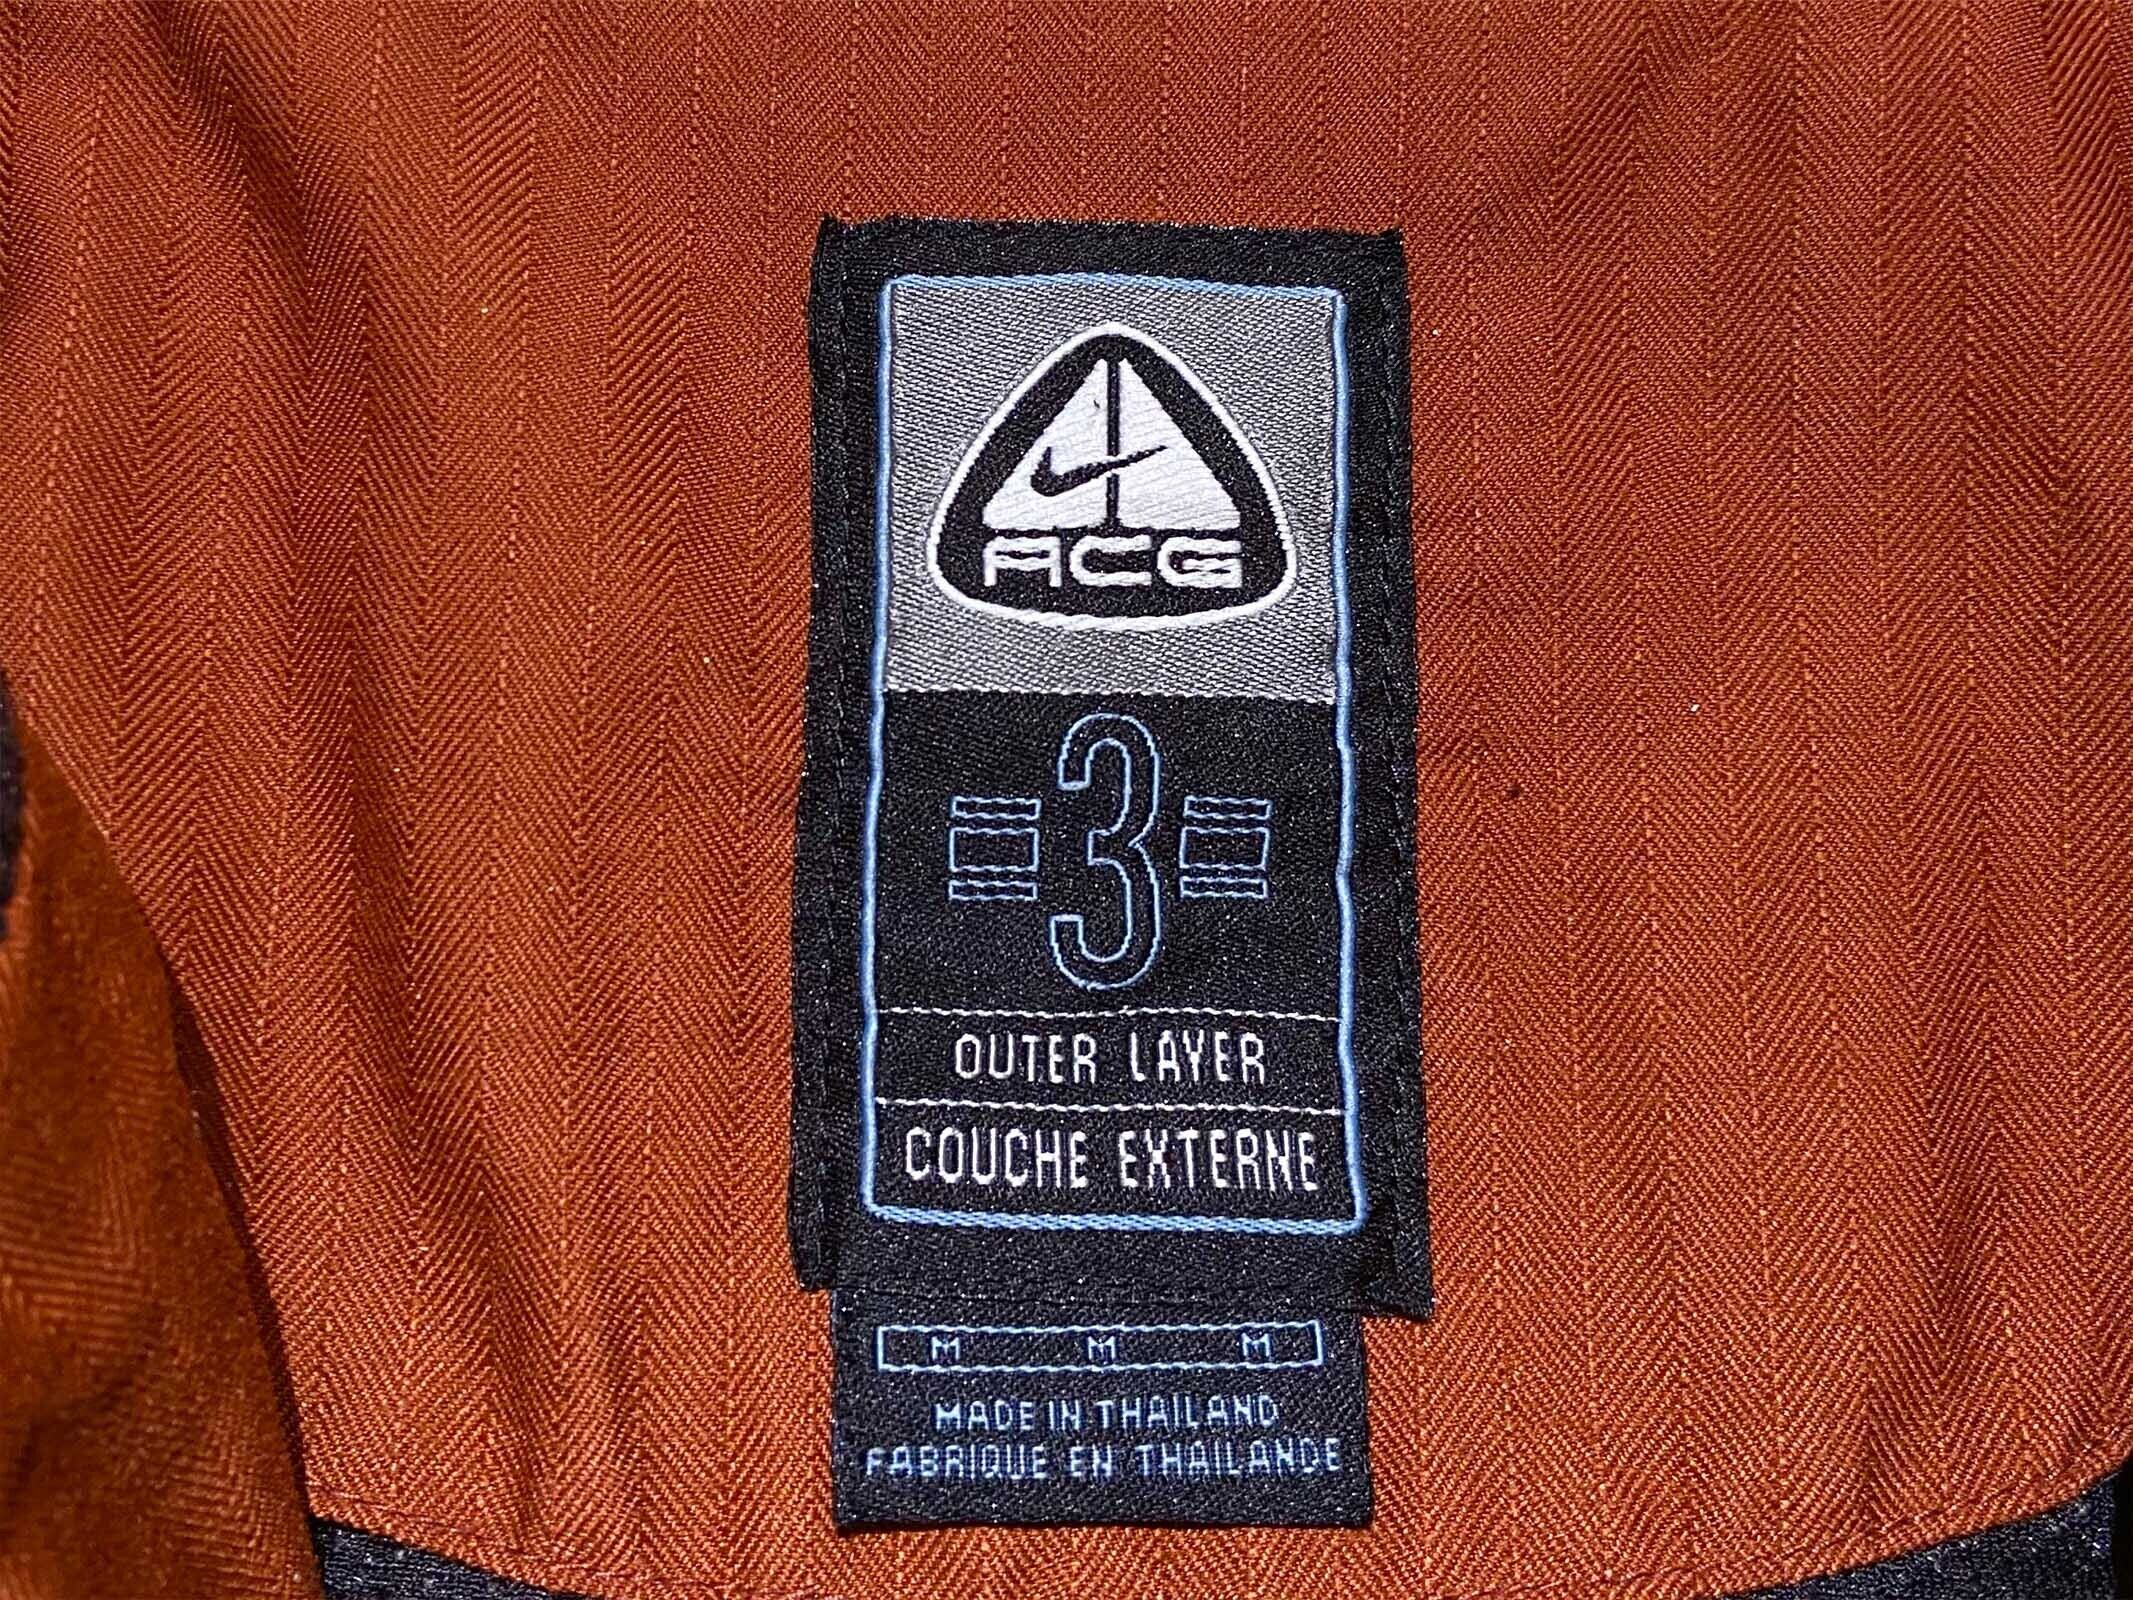 ACG
3
OUTER LAYER
COUCHE EXTERNE
M M M
MADE IN THAILAND
FABRIQUE EN THAILANDE